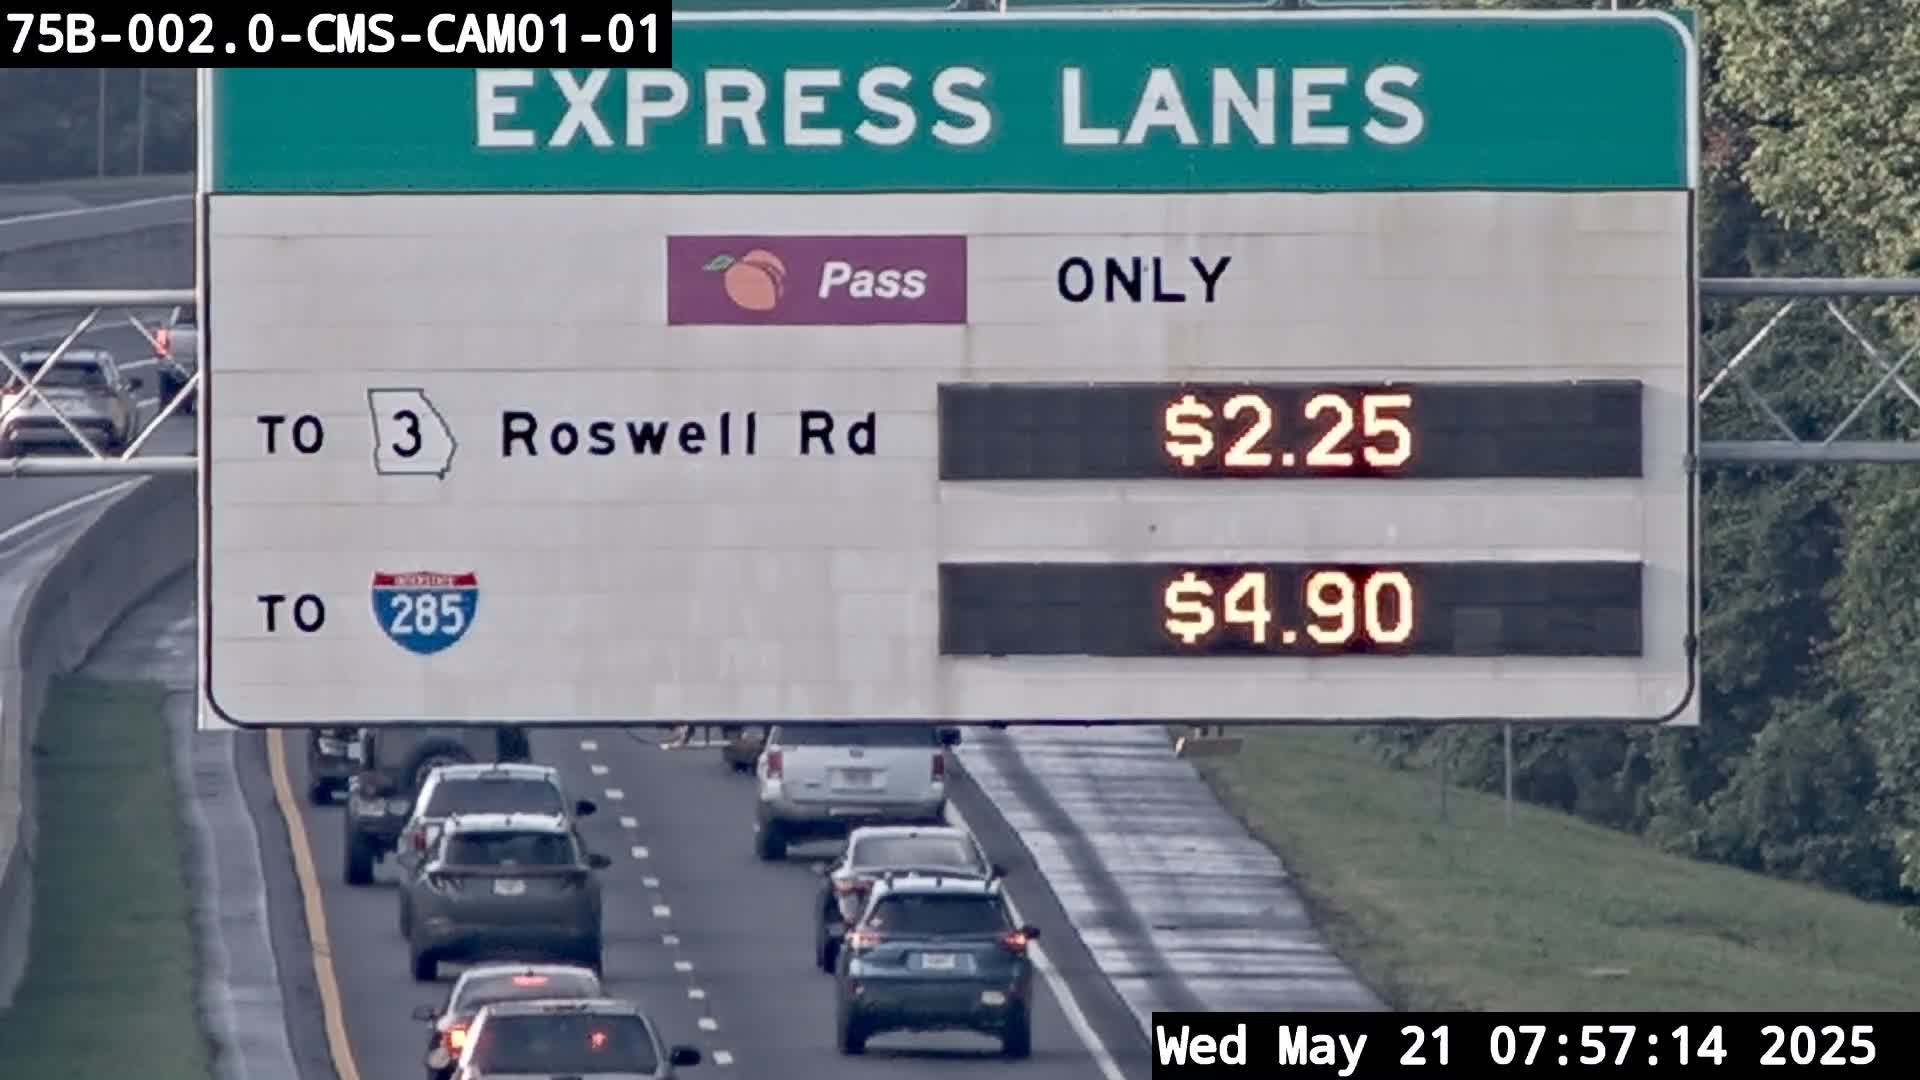 75B-002.0-CMS-CAM01-01
EXPRESS LANES
Pass ONLY
TO 3 Roswell Rd $2.25
INTERSTATE
TO 285 $4.90
Wed May 21 07:57:14 2025